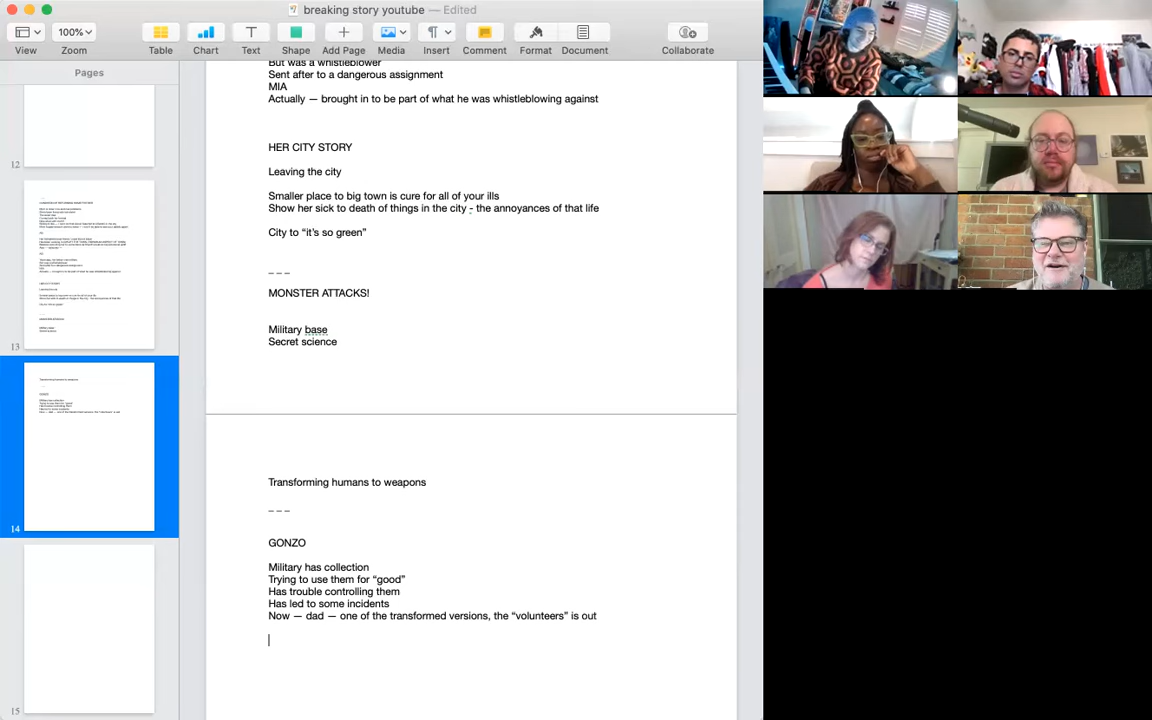 breaking story youtube — Edited
100%
View
Zoom
Table
Chart
Text
Shape
Add Page
Media
Insert
Comment
Format
Document
Collaborate
Pages
12
13
14
15
But was a whistleblower
Sent after to a dangerous assignment
MIA
Actually — brought in to be part of what he was whistleblowing against
HER CITY STORY
Leaving the city
Smaller place to big town is cure for all of your ills
Show her sick to death of things in the city - the annoyances of that life
City to “it’s so green”
– – –
MONSTER ATTACKS!
Military base
Secret science
Transforming humans to weapons
– – –
GONZO
Military has collection
Trying to use them for “good”
Has trouble controlling them
Has led to some incidents
Now — dad — one of the transformed versions, the “volunteers” is out